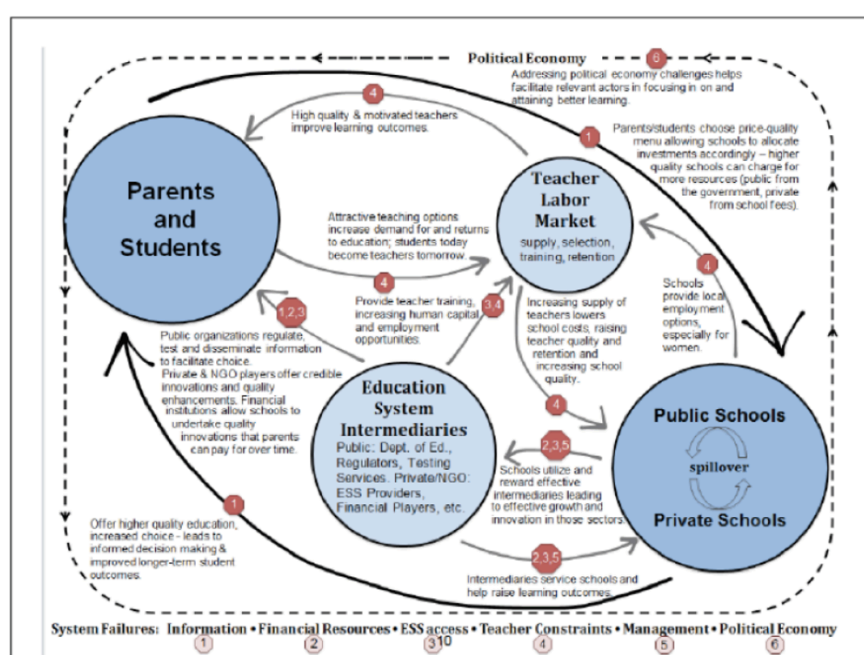 Political Economy
6
Addressing political economy challenges helps
facilitate relevant actors in focusing in on and
attaining better learning.
4
High quality & motivated teachers
improve learning outcomes.
1
Parents/students choose price-quality
menu allowing schools to allocate
investments accordingly – higher
quality schools can charge for
more resources (public from
the government, private
from school fees).
Parents
and
Students
Teacher
Labor
Market
supply, selection,
training, retention
Attractive teaching options
increase demand for and returns
to education; students today
become teachers tomorrow.
4
4
Schools
provide local
employment
options,
especially for
women.
1,2,3
Provide teacher training,
increasing human capital
and employment
opportunities.
3,4
Increasing supply of
teachers lowers
school costs, raising
teacher quality and
retention and
increasing school
quality.
4
Public organizations regulate,
test and disseminate information
to facilitate choice.
Private & NGO players offer credible
innovations and quality
enhancements. Financial
institutions allow schools to
undertake quality
innovations that parents
can pay for over time.
Education
System
Intermediaries
Public: Dept. of Ed.,
Regulators, Testing
Services. Private/NGO:
ESS Providers,
Financial Players, etc.
2,3,5
Schools utilize and
reward effective
intermediaries leading
to effective growth and
innovation in those sectors.
Public Schools
spillover
Private Schools
1
Offer higher quality education,
increased choice - leads to
informed decision making &
improved longer-term student
outcomes.
2,3,5
Intermediaries service schools and
help raise learning outcomes.
System Failures: Information • Financial Resources • ESS access • Teacher Constraints • Management • Political Economy
1 2 3 10 4 5 6